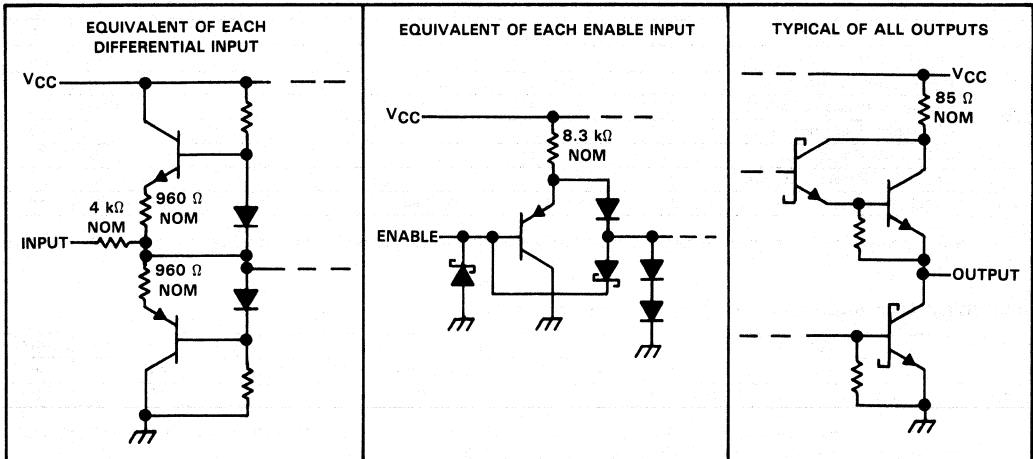 EQUIVALENT OF EACH
DIFFERENTIAL INPUT
VCC
4 kΩ
NOM
960 Ω
NOM
INPUT
960 Ω
NOM
EQUIVALENT OF EACH ENABLE INPUT
VCC
8.3 kΩ
NOM
ENABLE
TYPICAL OF ALL OUTPUTS
VCC
85 Ω
NOM
OUTPUT